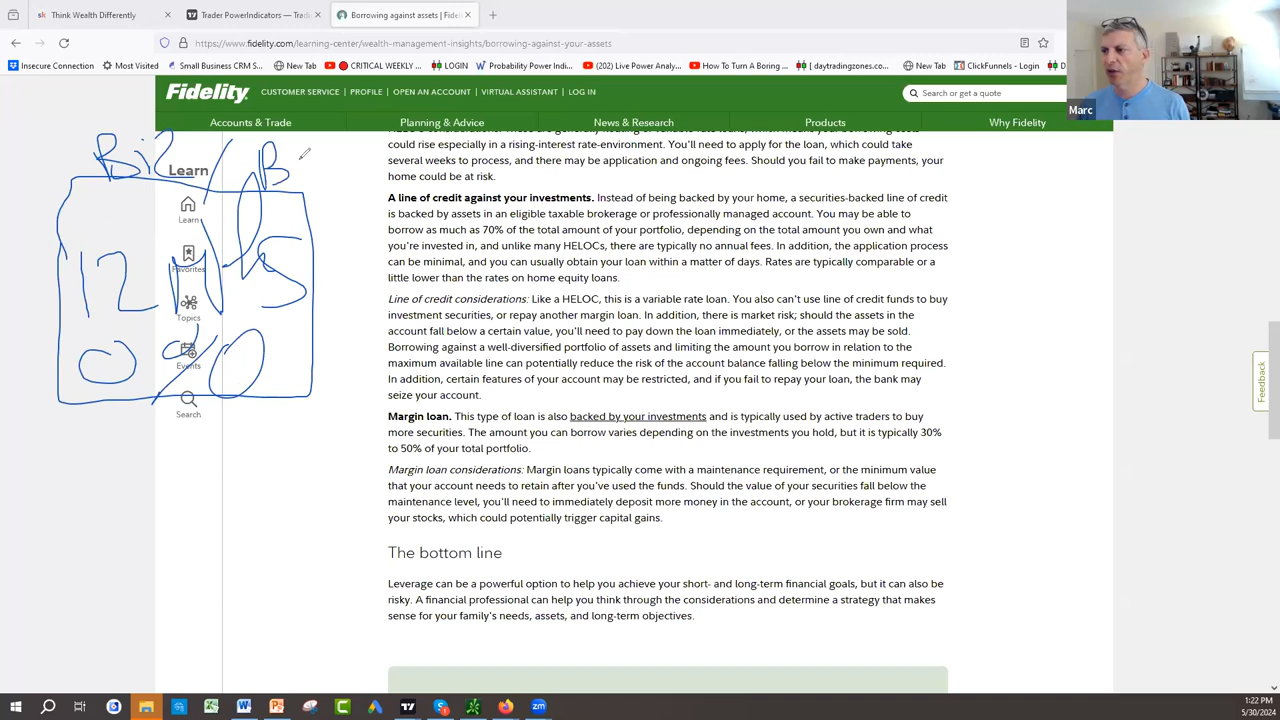 Think Wealth Differently
Trader PowerIndicators — Tradi
Borrowing against assets | Fideli
https://www.fidelity.com/learning-center/wealth-management-insights/borrowing-against-your-assets
Insecure Connection
Most Visited
Small Business CRM S...
New Tab
CRITICAL WEEKLY ...
LOGIN
Probability Power Indi...
(202) Live Power Analy...
How To Turn A Boring ...
[daytradingzones.co...
New Tab
ClickFunnels – Condi...
Marc
Fidelity
CUSTOMER SERVICE
PROFILE
OPEN AN ACCOUNT
VIRTUAL ASSISTANT
LOG IN
Search or get a quote
Accounts & Trade
Planning & Advice
News & Research
Products
Why Fidelity
Learn
Learn
Favorites
Topics
Events
Search
12 M
5
B
could rise especially in a rising-interest rate-environment. You'll need to apply for the loan, which could take
several weeks to process, and there may be application and ongoing fees. Should you fail to make payments, your
home could be at risk.
A line of credit against your investments. Instead of being backed by your home, a securities-backed line of credit
is backed by assets in an eligible taxable brokerage or professionally managed account. You may be able to
borrow as much as 70% of the total amount of your portfolio, depending on the total amount you own and what
you're invested in, and unlike many HELOCs, there are typically no annual fees. In addition, the application process
can be minimal, and you can usually obtain your loan within a matter of days. Rates are typically comparable or a
little lower than the rates on home equity loans.
Line of credit considerations: Like a HELOC, this is a variable rate loan. You also can't use line of credit funds to buy
investment securities, or repay another margin loan. In addition, there is market risk; should the assets in the
account fall below a certain value, you'll need to pay down the loan immediately, or the assets may be sold.
Borrowing against a well-diversified portfolio of assets and limiting the amount you borrow in relation to the
maximum available line can potentially reduce the risk of the account balance falling below the minimum required.
In addition, certain features of your account may be restricted, and if you fail to repay your loan, the bank may
seize your account.
Margin loan. This type of loan is also backed by your investments and is typically used by active traders to buy
more securities. The amount you can borrow varies depending on the investments you hold, but it is typically 30%
to 50% of your total portfolio.
Margin loan considerations: Margin loans typically come with a maintenance requirement, or the minimum value
that your account needs to retain after you've used the funds. Should the value of your securities fall below the
maintenance level, you'll need to immediately deposit more money in the account, or your brokerage firm may sell
your stocks, which could potentially trigger capital gains.
The bottom line
Leverage can be a powerful option to help you achieve your short- and long-term financial goals, but it can also be
risky. A financial professional can help you think through the considerations and determine a strategy that makes
sense for your family's needs, assets, and long-term objectives.
Feedback
1:22 PM
5/30/2024